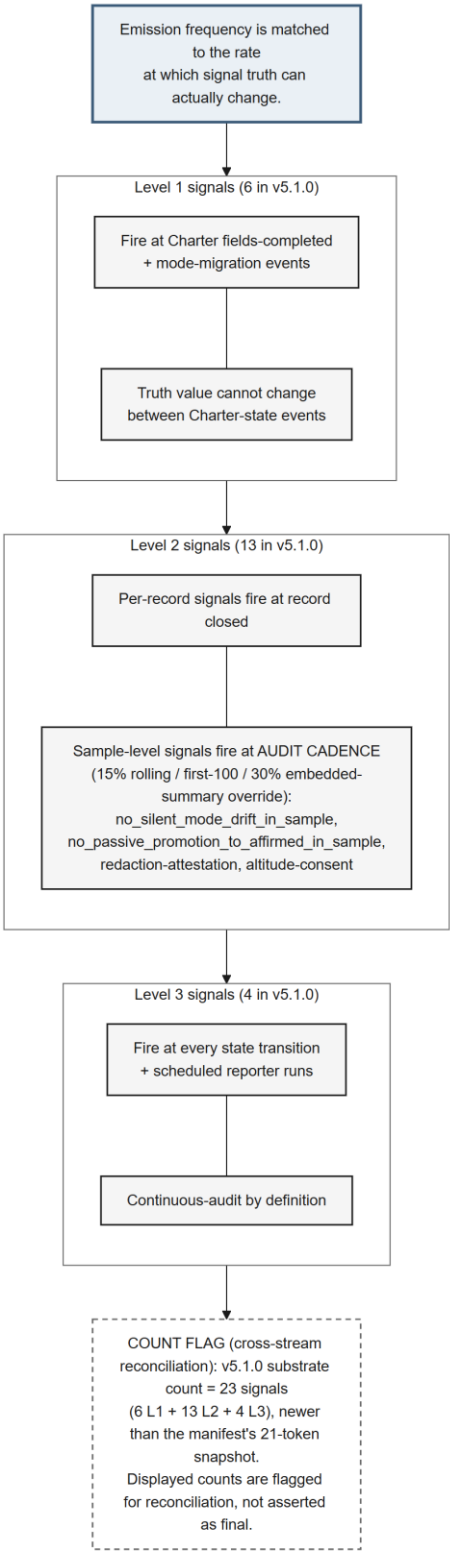 Emission frequency is matched
to the rate
at which signal truth can
actually change.
Level 1 signals (6 in v5.1.0)
Fire at Charter fields-completed
+ mode-migration events
Truth value cannot change
between Charter-state events
Level 2 signals (13 in v5.1.0)
Per-record signals fire at record
closed
Sample-level signals fire at AUDIT CADENCE
(15% rolling / first-100 / 30% embedded-
summary override):
no_silent_mode_drift_in_sample,
no_passive_promotion_to_affirmed_in_sample,
redaction-attestation, altitude-consent
Level 3 signals (4 in v5.1.0)
Fire at every state transition
+ scheduled reporter runs
Continuous-audit by definition
COUNT FLAG (cross-stream
reconciliation): v5.1.0 substrate
count = 23 signals
(6 L1 + 13 L2 + 4 L3), newer
than the manifest's 21-token
snapshot.
Displayed counts are flagged
for reconciliation, not asserted
as final.